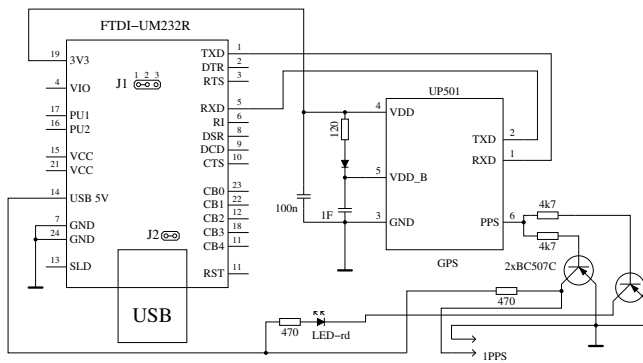 FTDI-UM232R
19 3V3
TXD 1
DTR 2
RTS 3
4 VIO
J1 1 2 3
17 PU1
16 PU2
RXD 5
RI 6
DSR 8
DCD 9
CTS 10
15 VCC
21 VCC
14 USB 5V
CB0 23
CB1 22
CB2 12
CB3 18
CB4 11
7 GND
24 GND
J2
13 SLD
RST 11
USB
100n
120
1F
UP501
4 VDD
TXD 2
RXD 1
5 VDD_B
3 GND
PPS 6
GPS
4k7
4k7
2xBC507C
470
470
LED-rd
1PPS